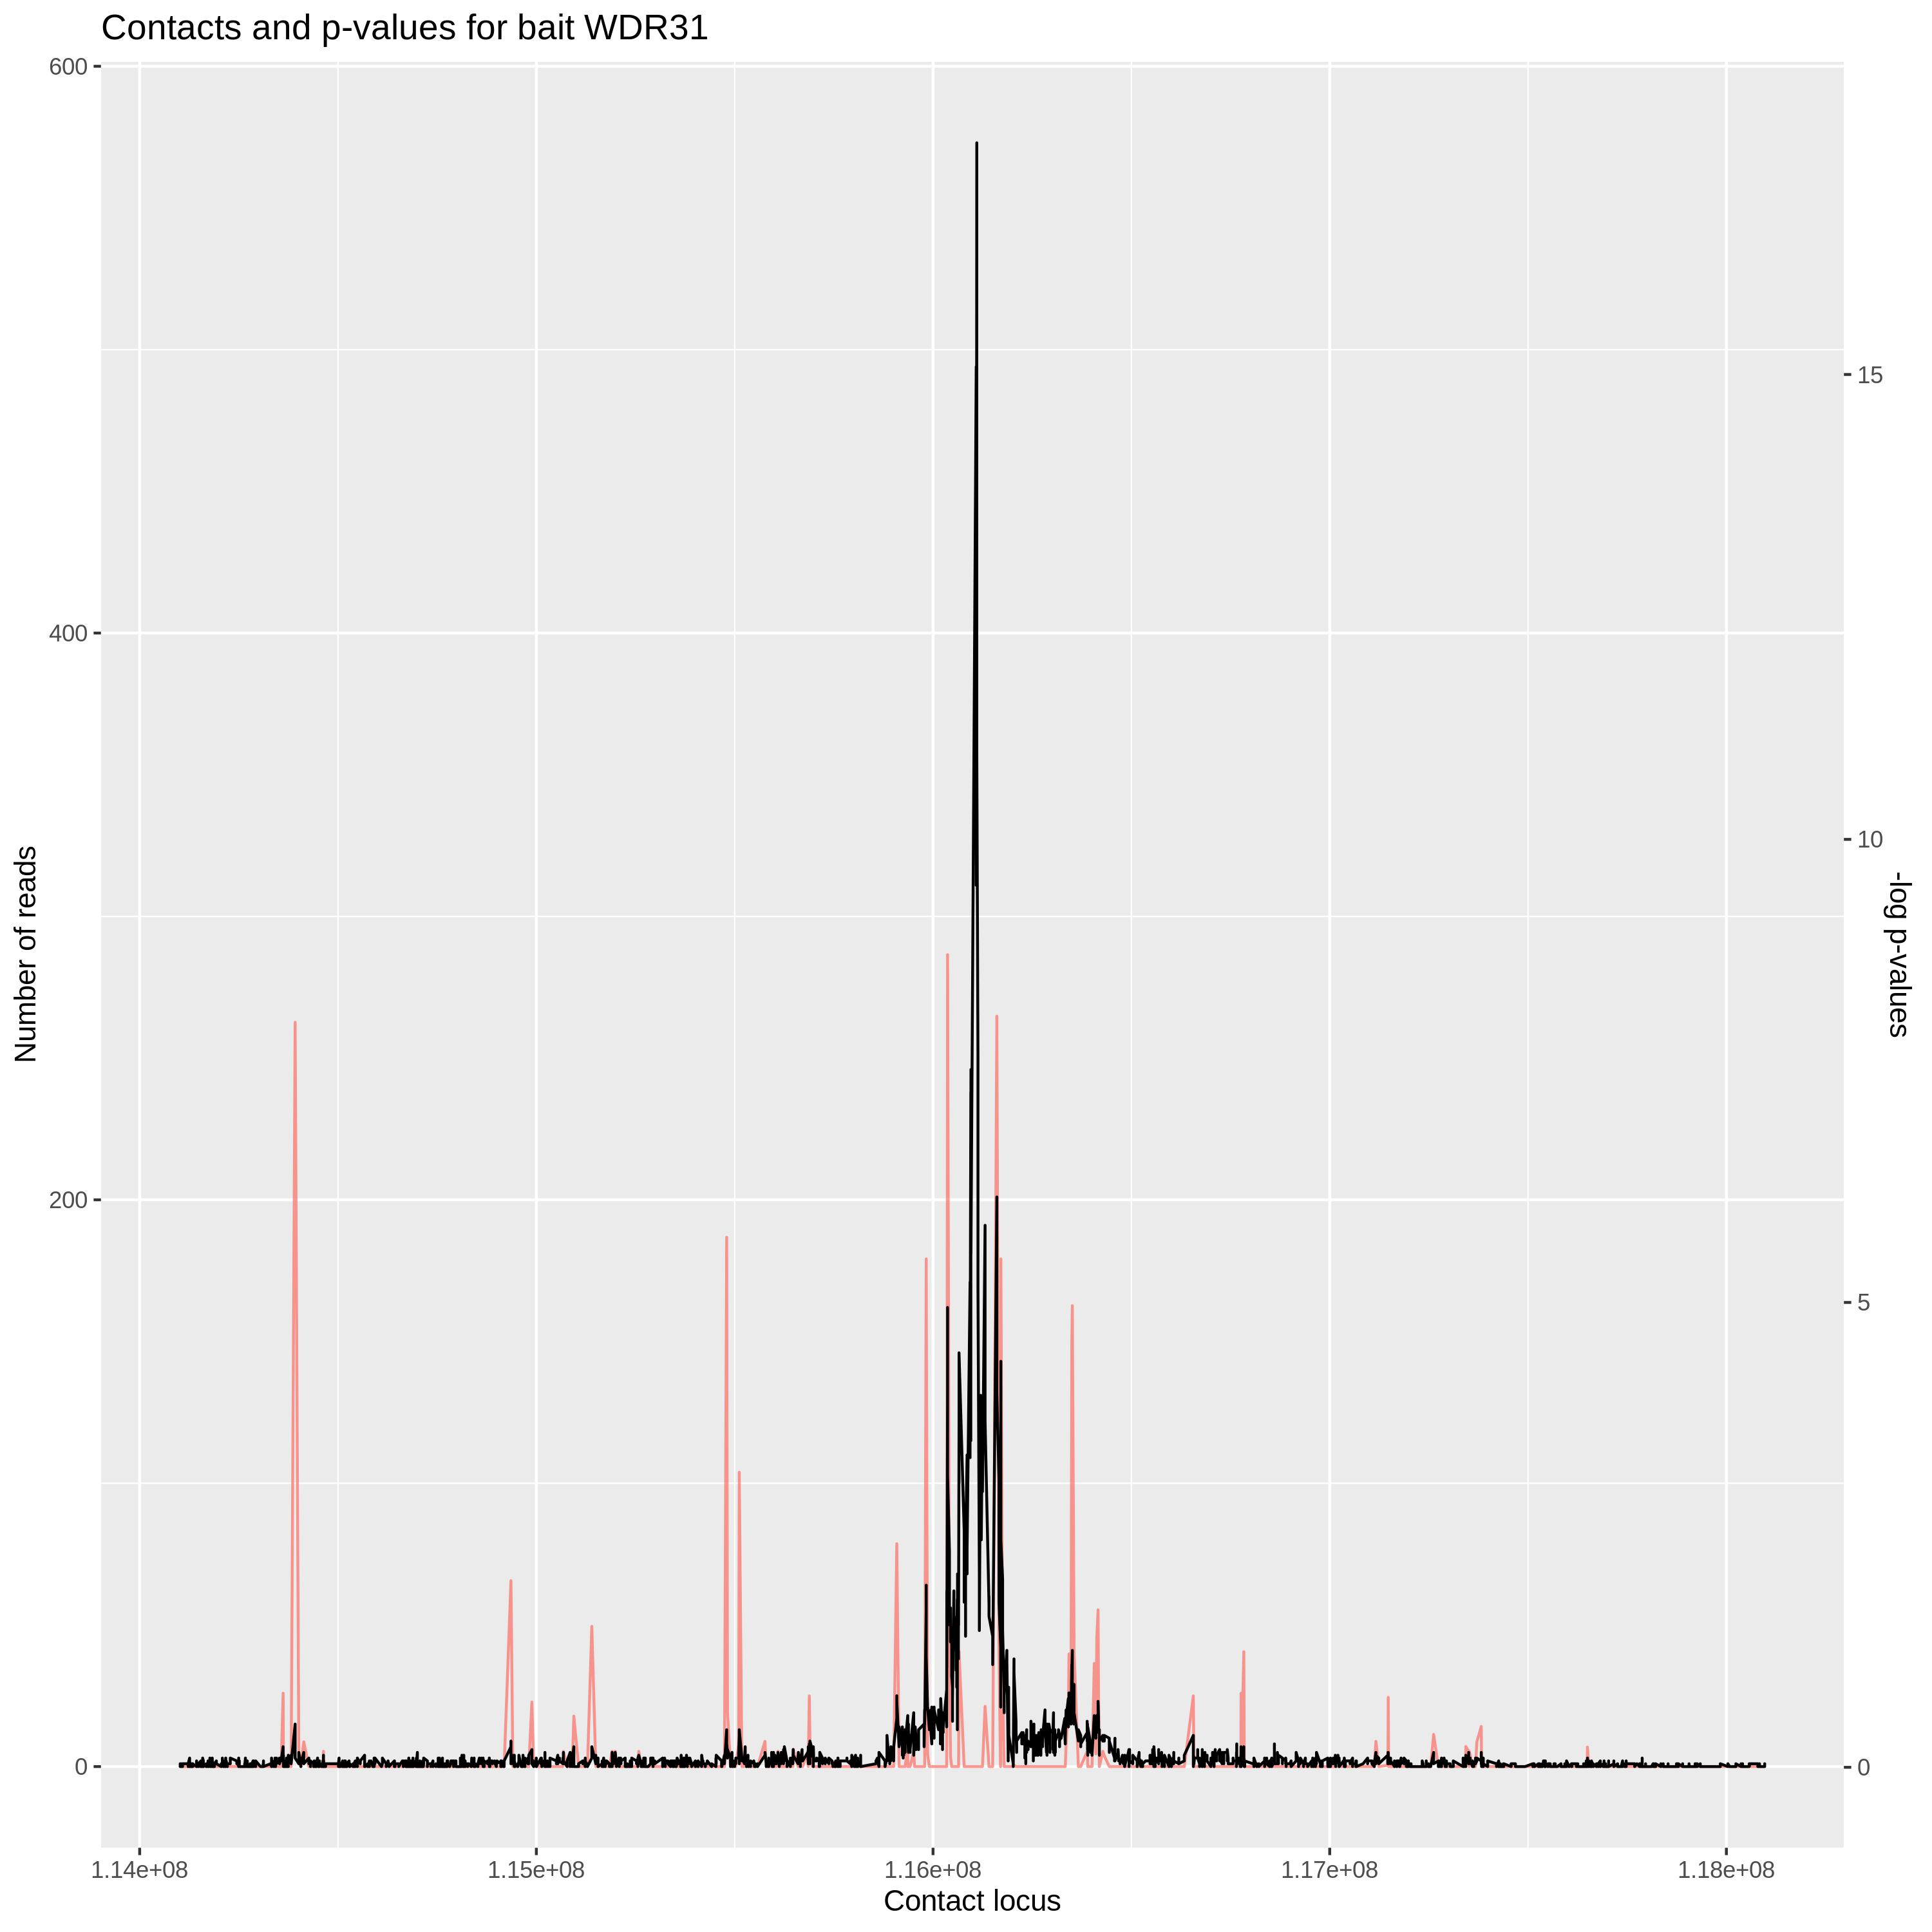 Contacts and p-values for bait WDR31
600
400
200
0
Number of reads
15
10
5
0
-log p-values
1.14e+08
1.15e+08
1.16e+08
1.17e+08
1.18e+08
Contact locus